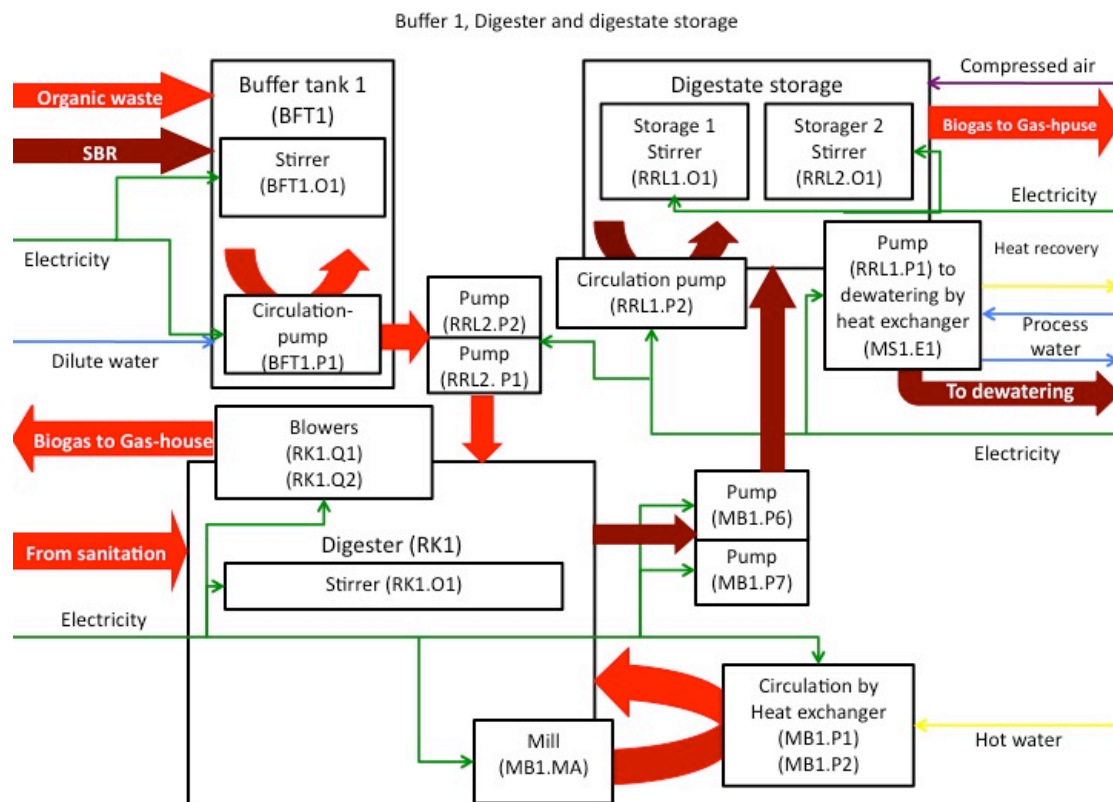 Buffer 1, Digester and digestate storage
Organic waste
SBR
Electricity
Dilute water
Buffer tank 1
(BFT1)
Stirrer
(BFT1.O1)
Circulation-
pump
(BFT1.P1)
Pump
(RRL2.P2)
Pump
(RRL2. P1)
Digestate storage
Storage 1
Stirrer
(RRL1.O1)
Storager 2
Stirrer
(RRL2.O1)
Circulation pump
(RRL1.P2)
Pump
(RRL1.P1) to
dewatering by
heat exchanger
(MS1.E1)
Compressed air
Biogas to Gas-hpuse
Electricity
Heat recovery
Process
water
To dewatering
Electricity
Biogas to Gas-house
Blowers
(RK1.Q1)
(RK1.Q2)
From sanitation
Digester (RK1)
Stirrer (RK1.O1)
Electricity
Pump
(MB1.P6)
Pump
(MB1.P7)
Mill
(MB1.MA)
Circulation by
Heat exchanger
(MB1.P1)
(MB1.P2)
Hot water